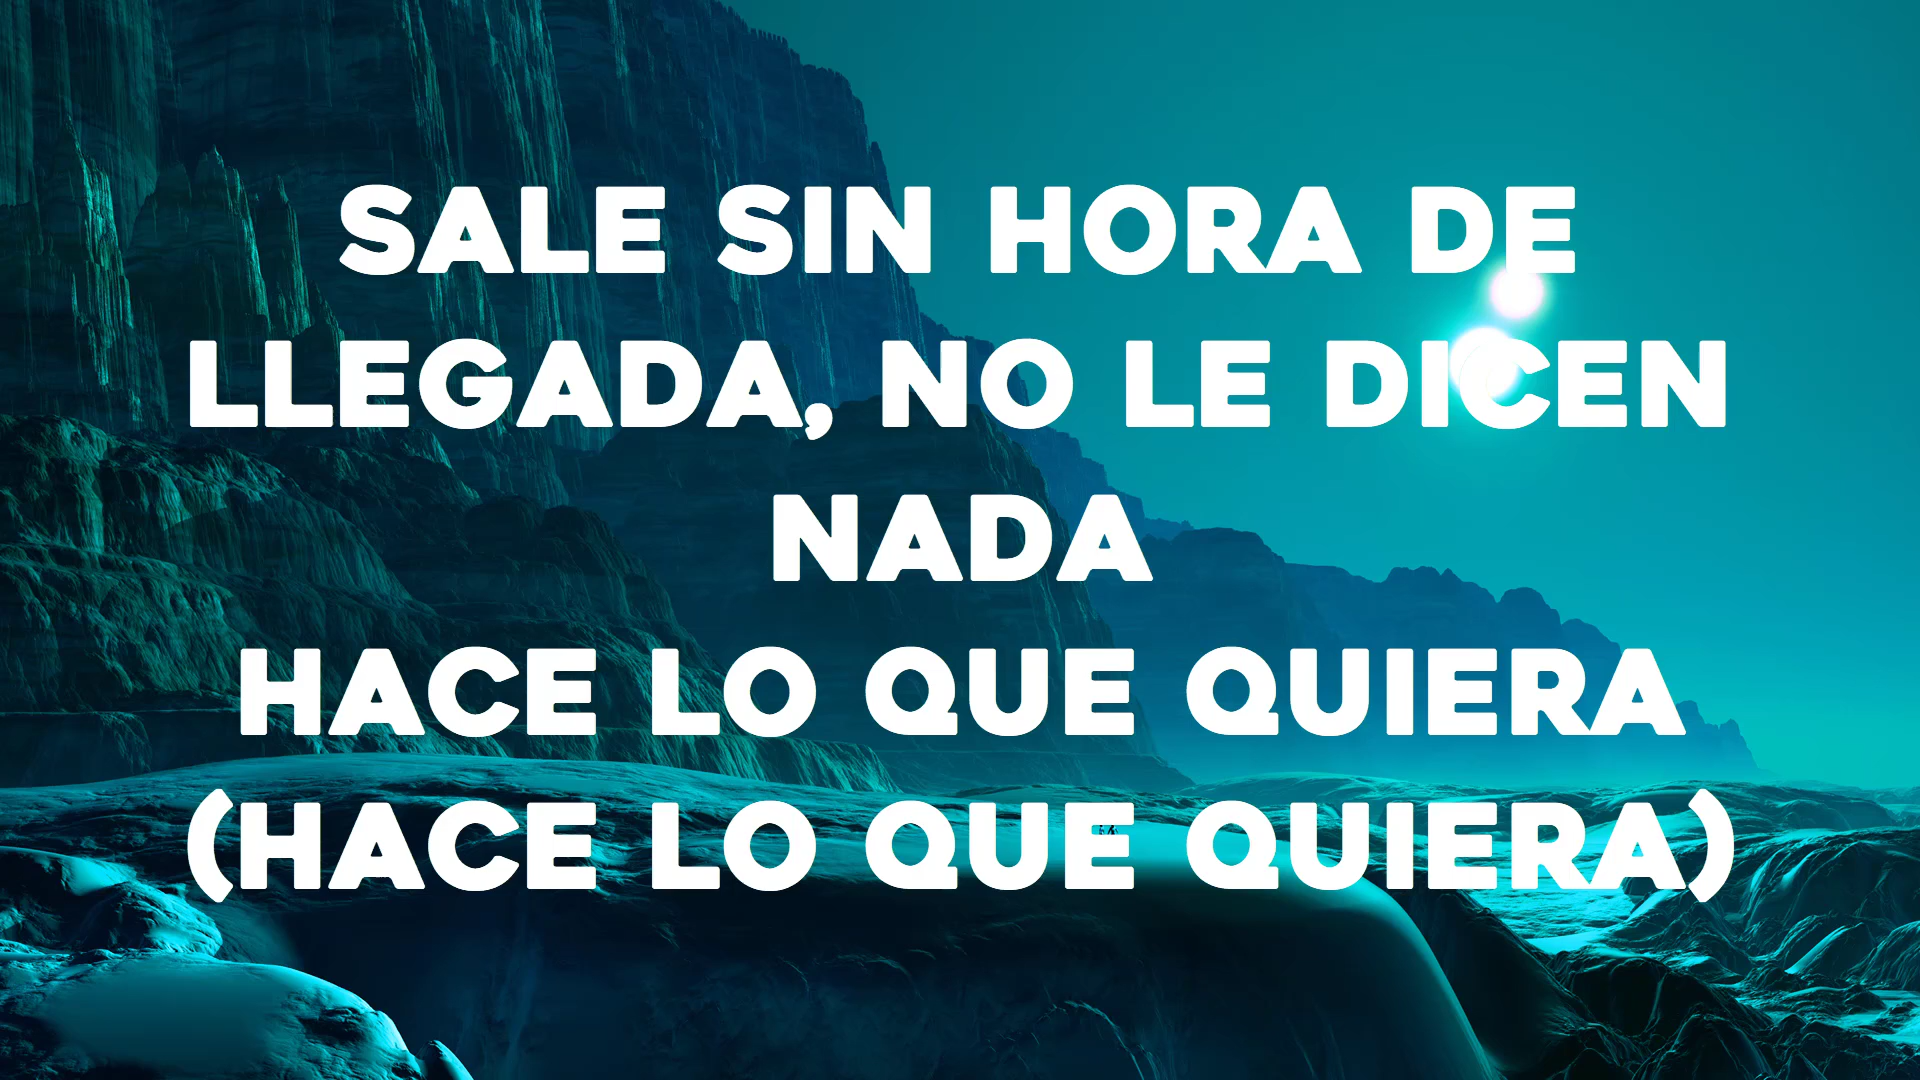 SALE SIN HORA DE
LLEGADA, NO LE DICEN
NADA
HACE LO QUE QUIERA
(HACE LO QUE QUIERA)